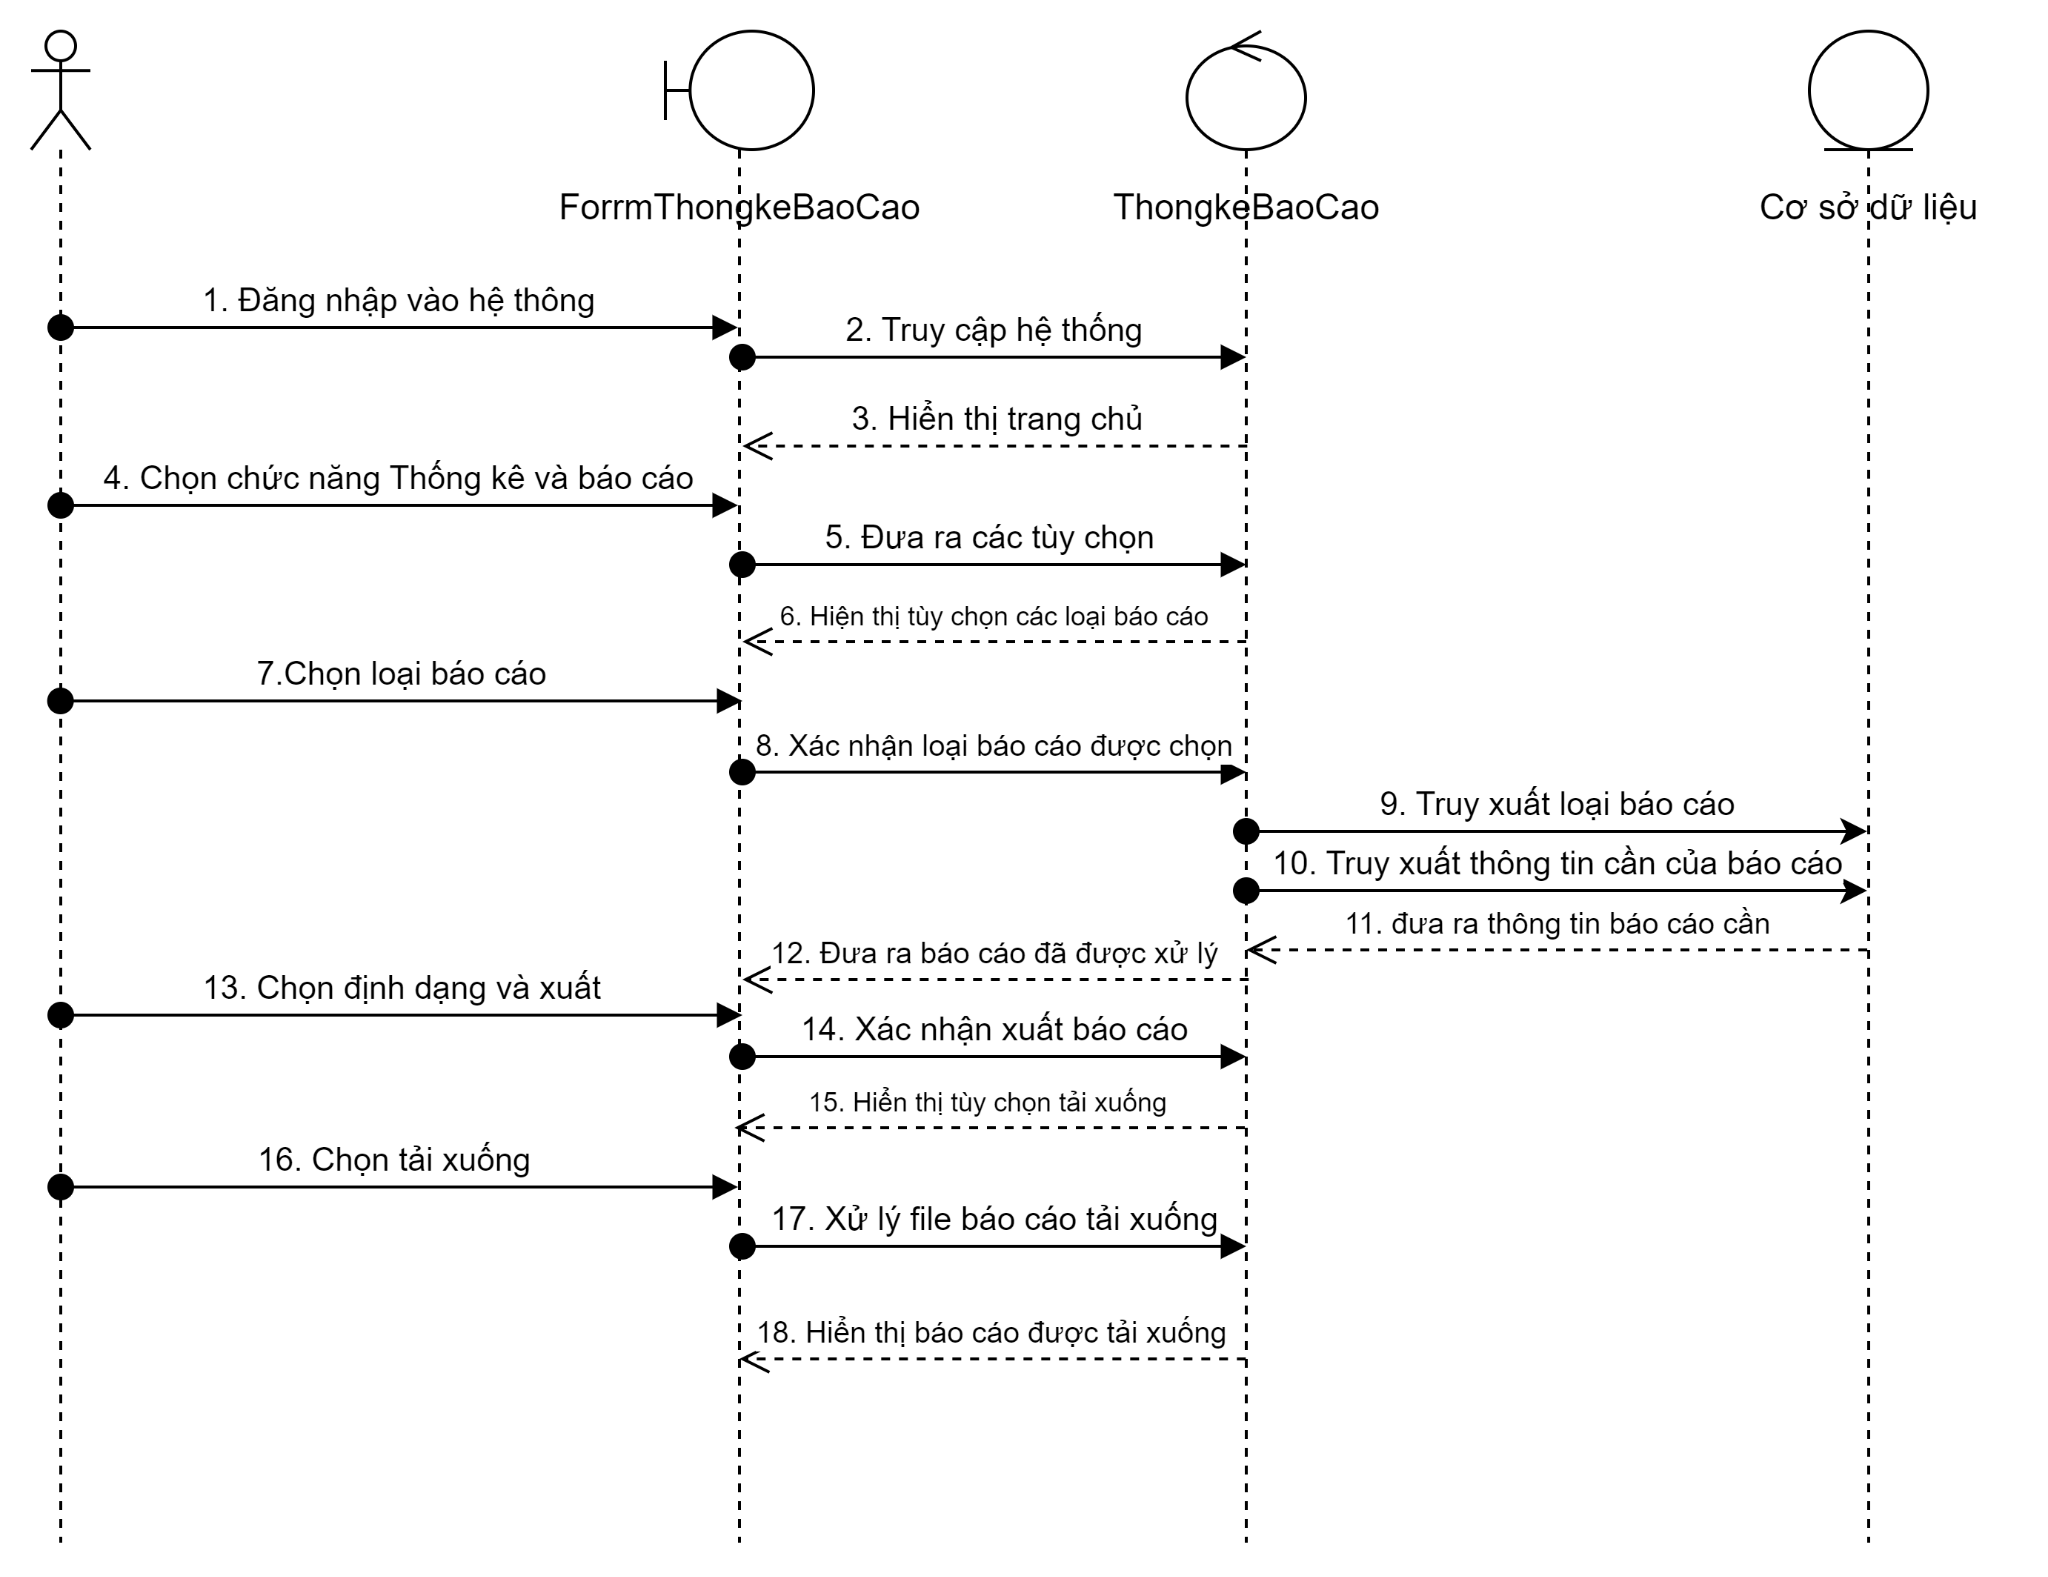 ForrmThongkeBaoCao
ThongkeBaoCao
Cơ sở dữ liệu
1. Đăng nhập vào hệ thông
2. Truy cập hệ thống
3. Hiển thị trang chủ
4. Chọn chức năng Thống kê và báo cáo
5. Đưa ra các tùy chọn
6. Hiện thị tùy chọn các loại báo cáo
7.Chọn loại báo cáo
8. Xác nhận loại báo cáo được chọn
9. Truy xuất loại báo cáo
10. Truy xuất thông tin cần của báo cáo
11. đưa ra thông tin báo cáo cần
12. Đưa ra báo cáo đã được xử lý
13. Chọn định dạng và xuất
14. Xác nhận xuất báo cáo
15. Hiển thị tùy chọn tải xuống
16. Chọn tải xuống
17. Xử lý file báo cáo tải xuống
18. Hiển thị báo cáo được tải xuống